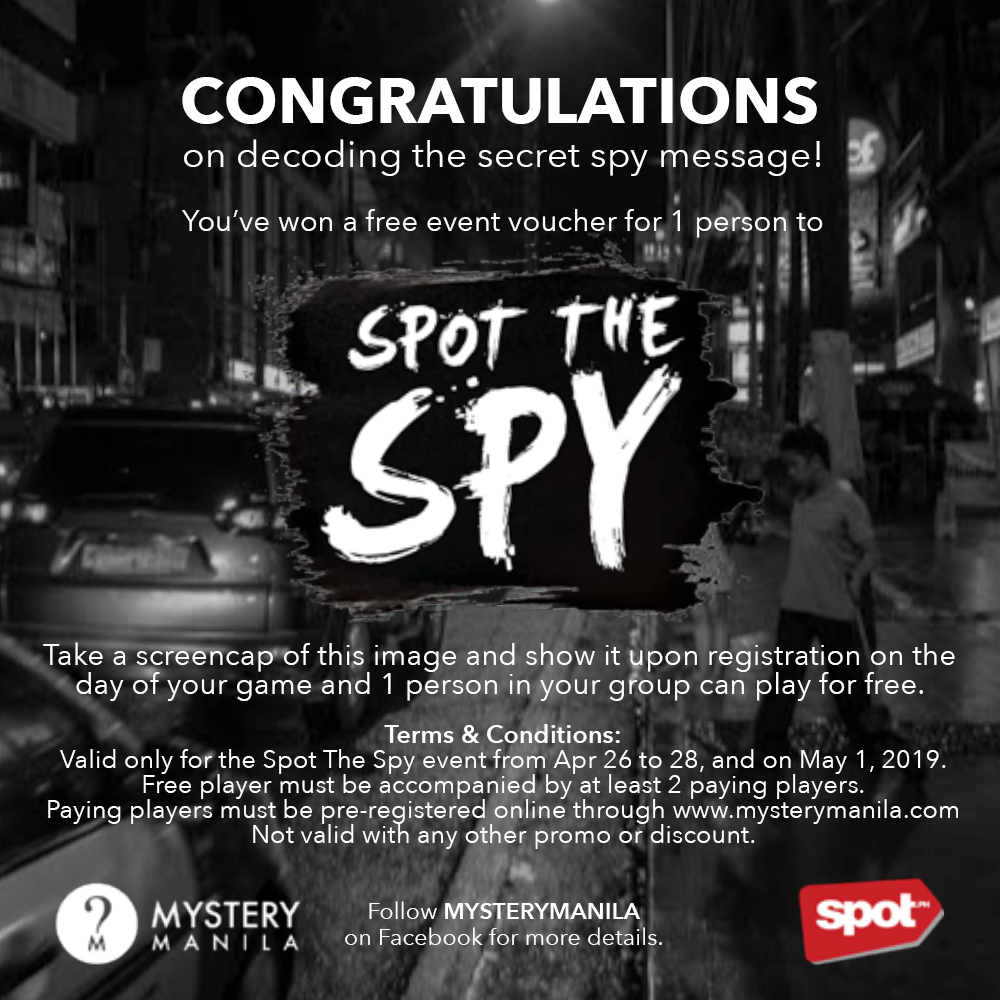 CONGRATULATIONS
on decoding the secret spy message!
You've won a free event voucher for 1 person to
SPOT THE
SPY
Take a screencap of this image and show it upon registration on the
day of your game and 1 person in your group can play for free.
Terms & Conditions:
Valid only for the Spot The Spy event from Apr 26 to 28, and on May 1, 2019.
Free player must be accompanied by at least 2 paying players.
Paying players must be pre-registered online through www.mysterymanila.com
Not valid with any other promo or discount.
?
M
MYSTERY
MANILA
Follow MYSTERYMANILA
on Facebook for more details.
spot.PH